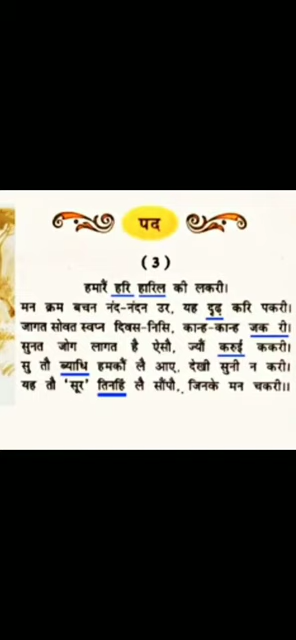 पद
(3)
हमारैं हरि हारिल की लकरी।
मन क्रम बचन नंद-नंदन उर, यह दृढ़ करि पकरी।
जागत सोवत स्वप्न दिवस-निसि, कान्ह-कान्ह जक री।
सुनत जोग लागत है ऐसौ, ज्यौं करुई ककरी।
सु तौ ब्याधि हमकौं लै आए, देखी सुनी न करी।
यह तौ 'सूर' तिनहिं लै सौंपौ, जिनके मन चकरी।।